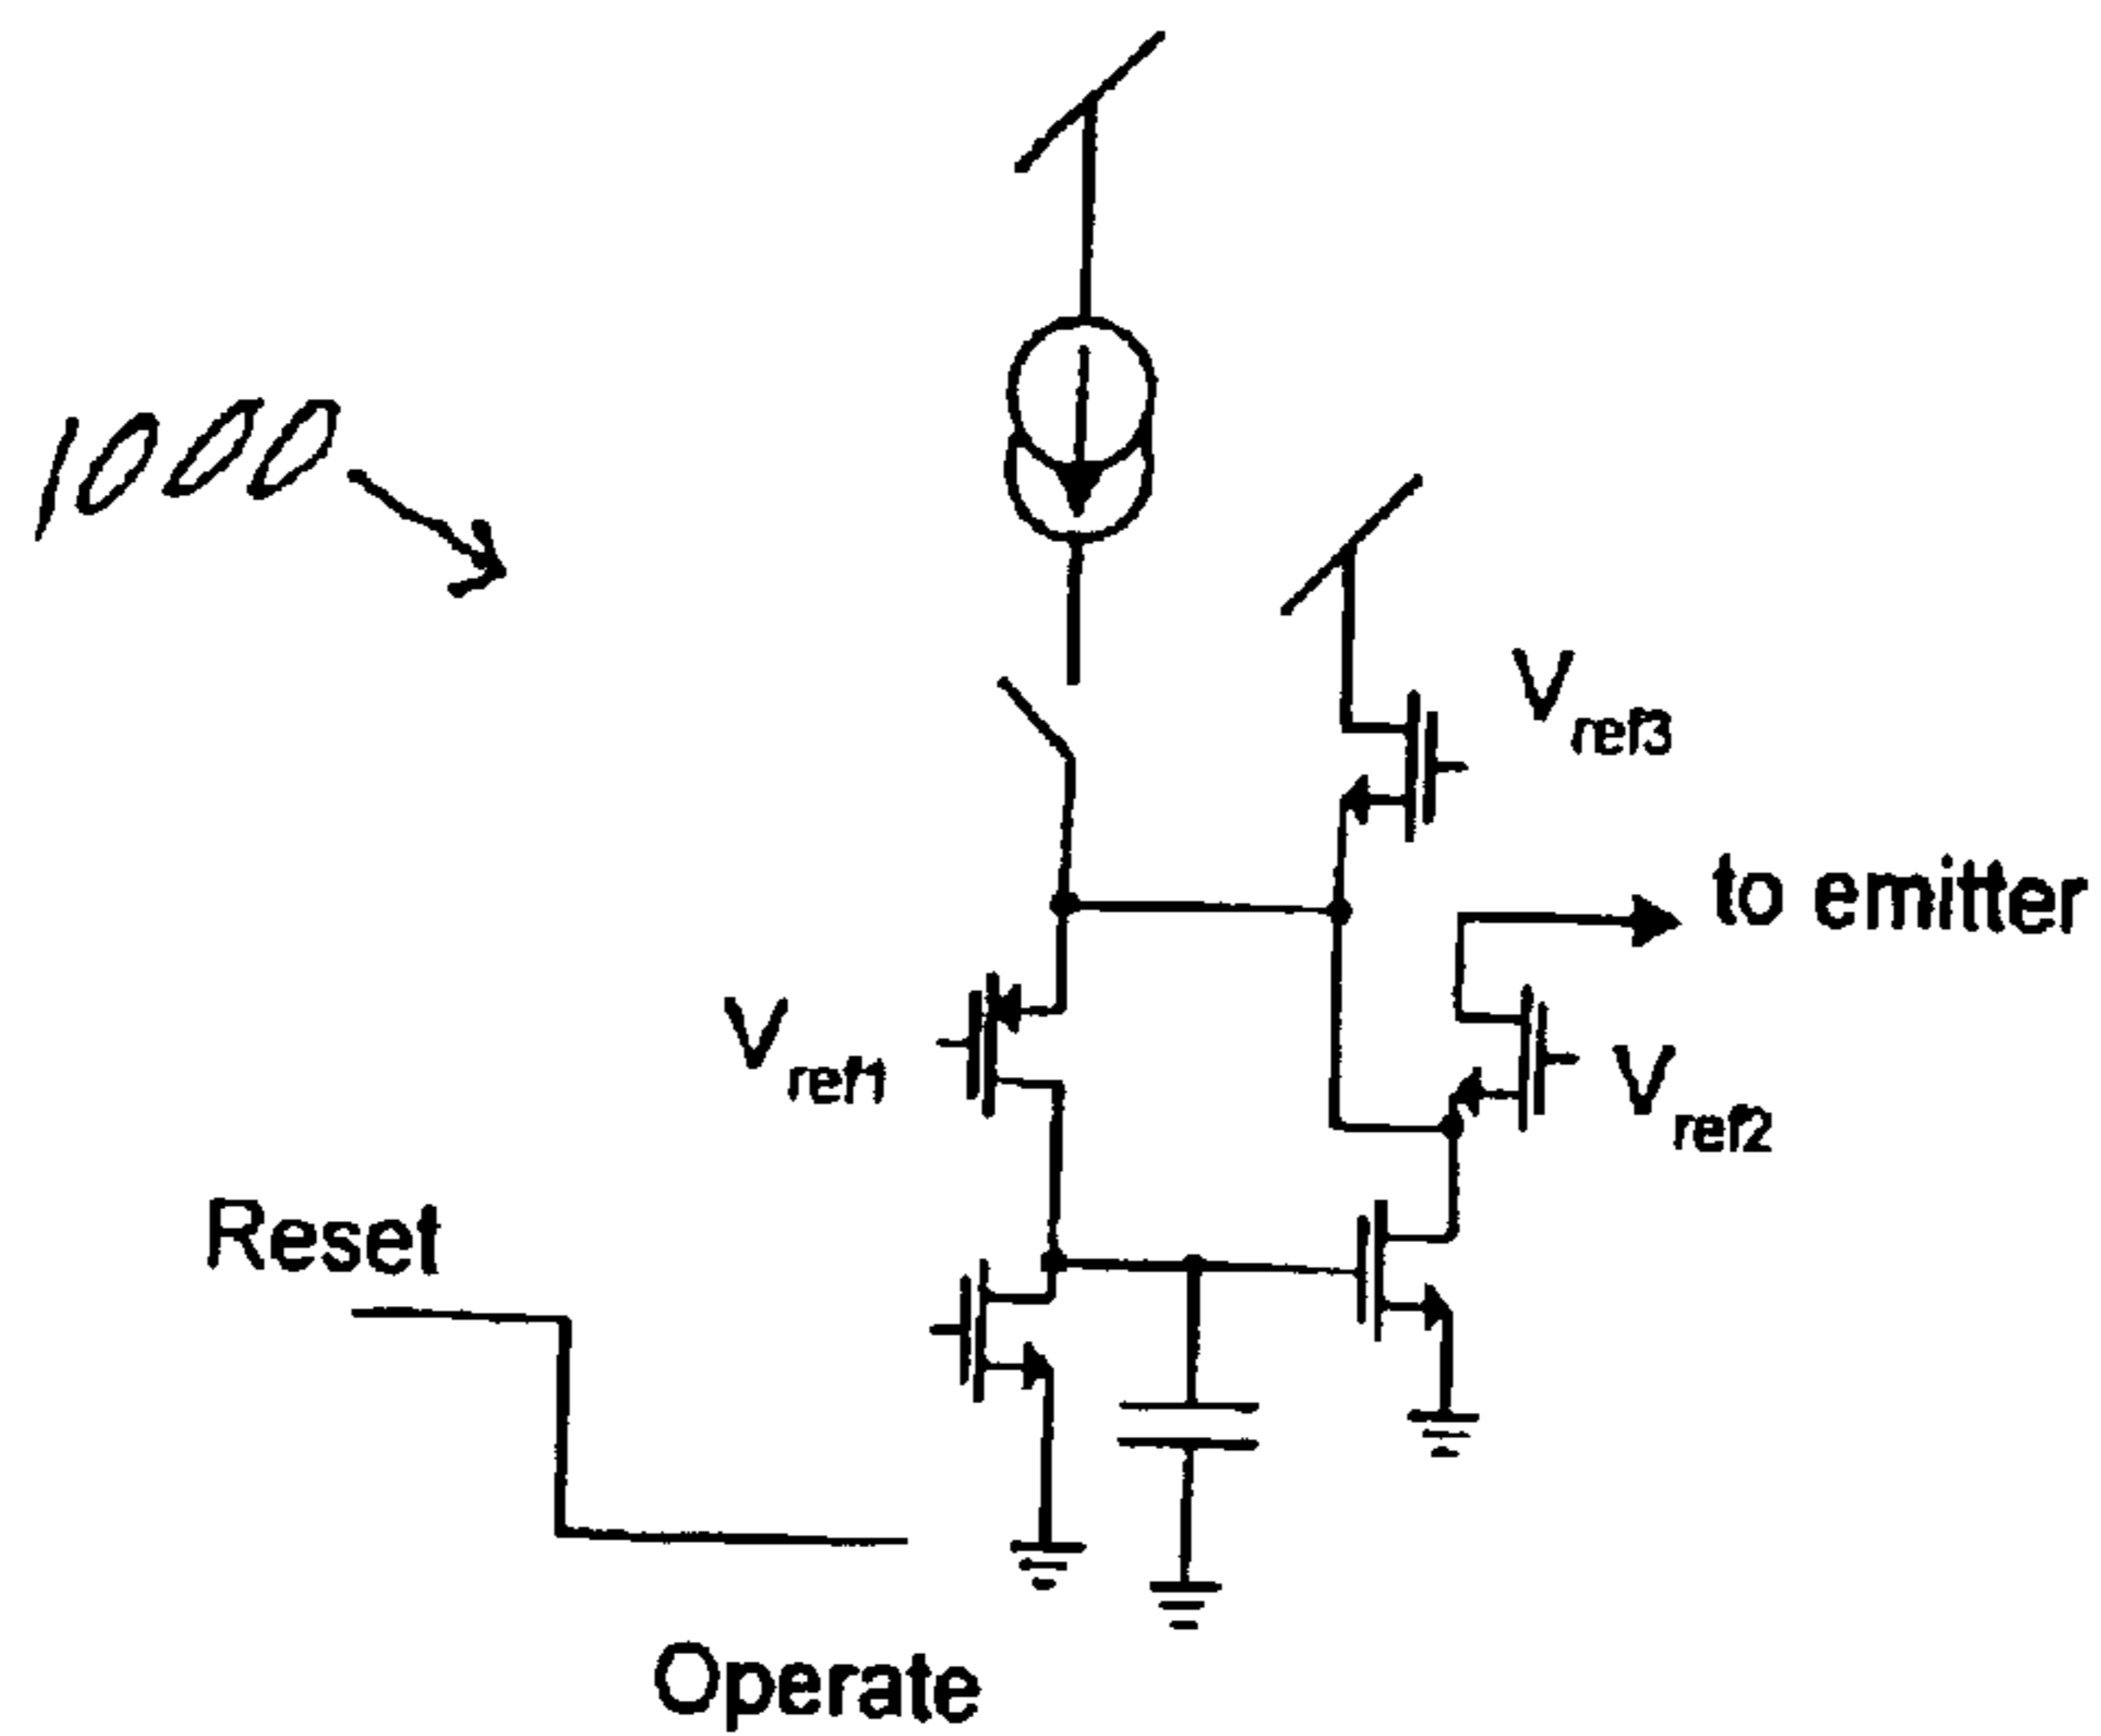 1000
Vref3
to emitter
Vref1
Vref2
Reset
Operate